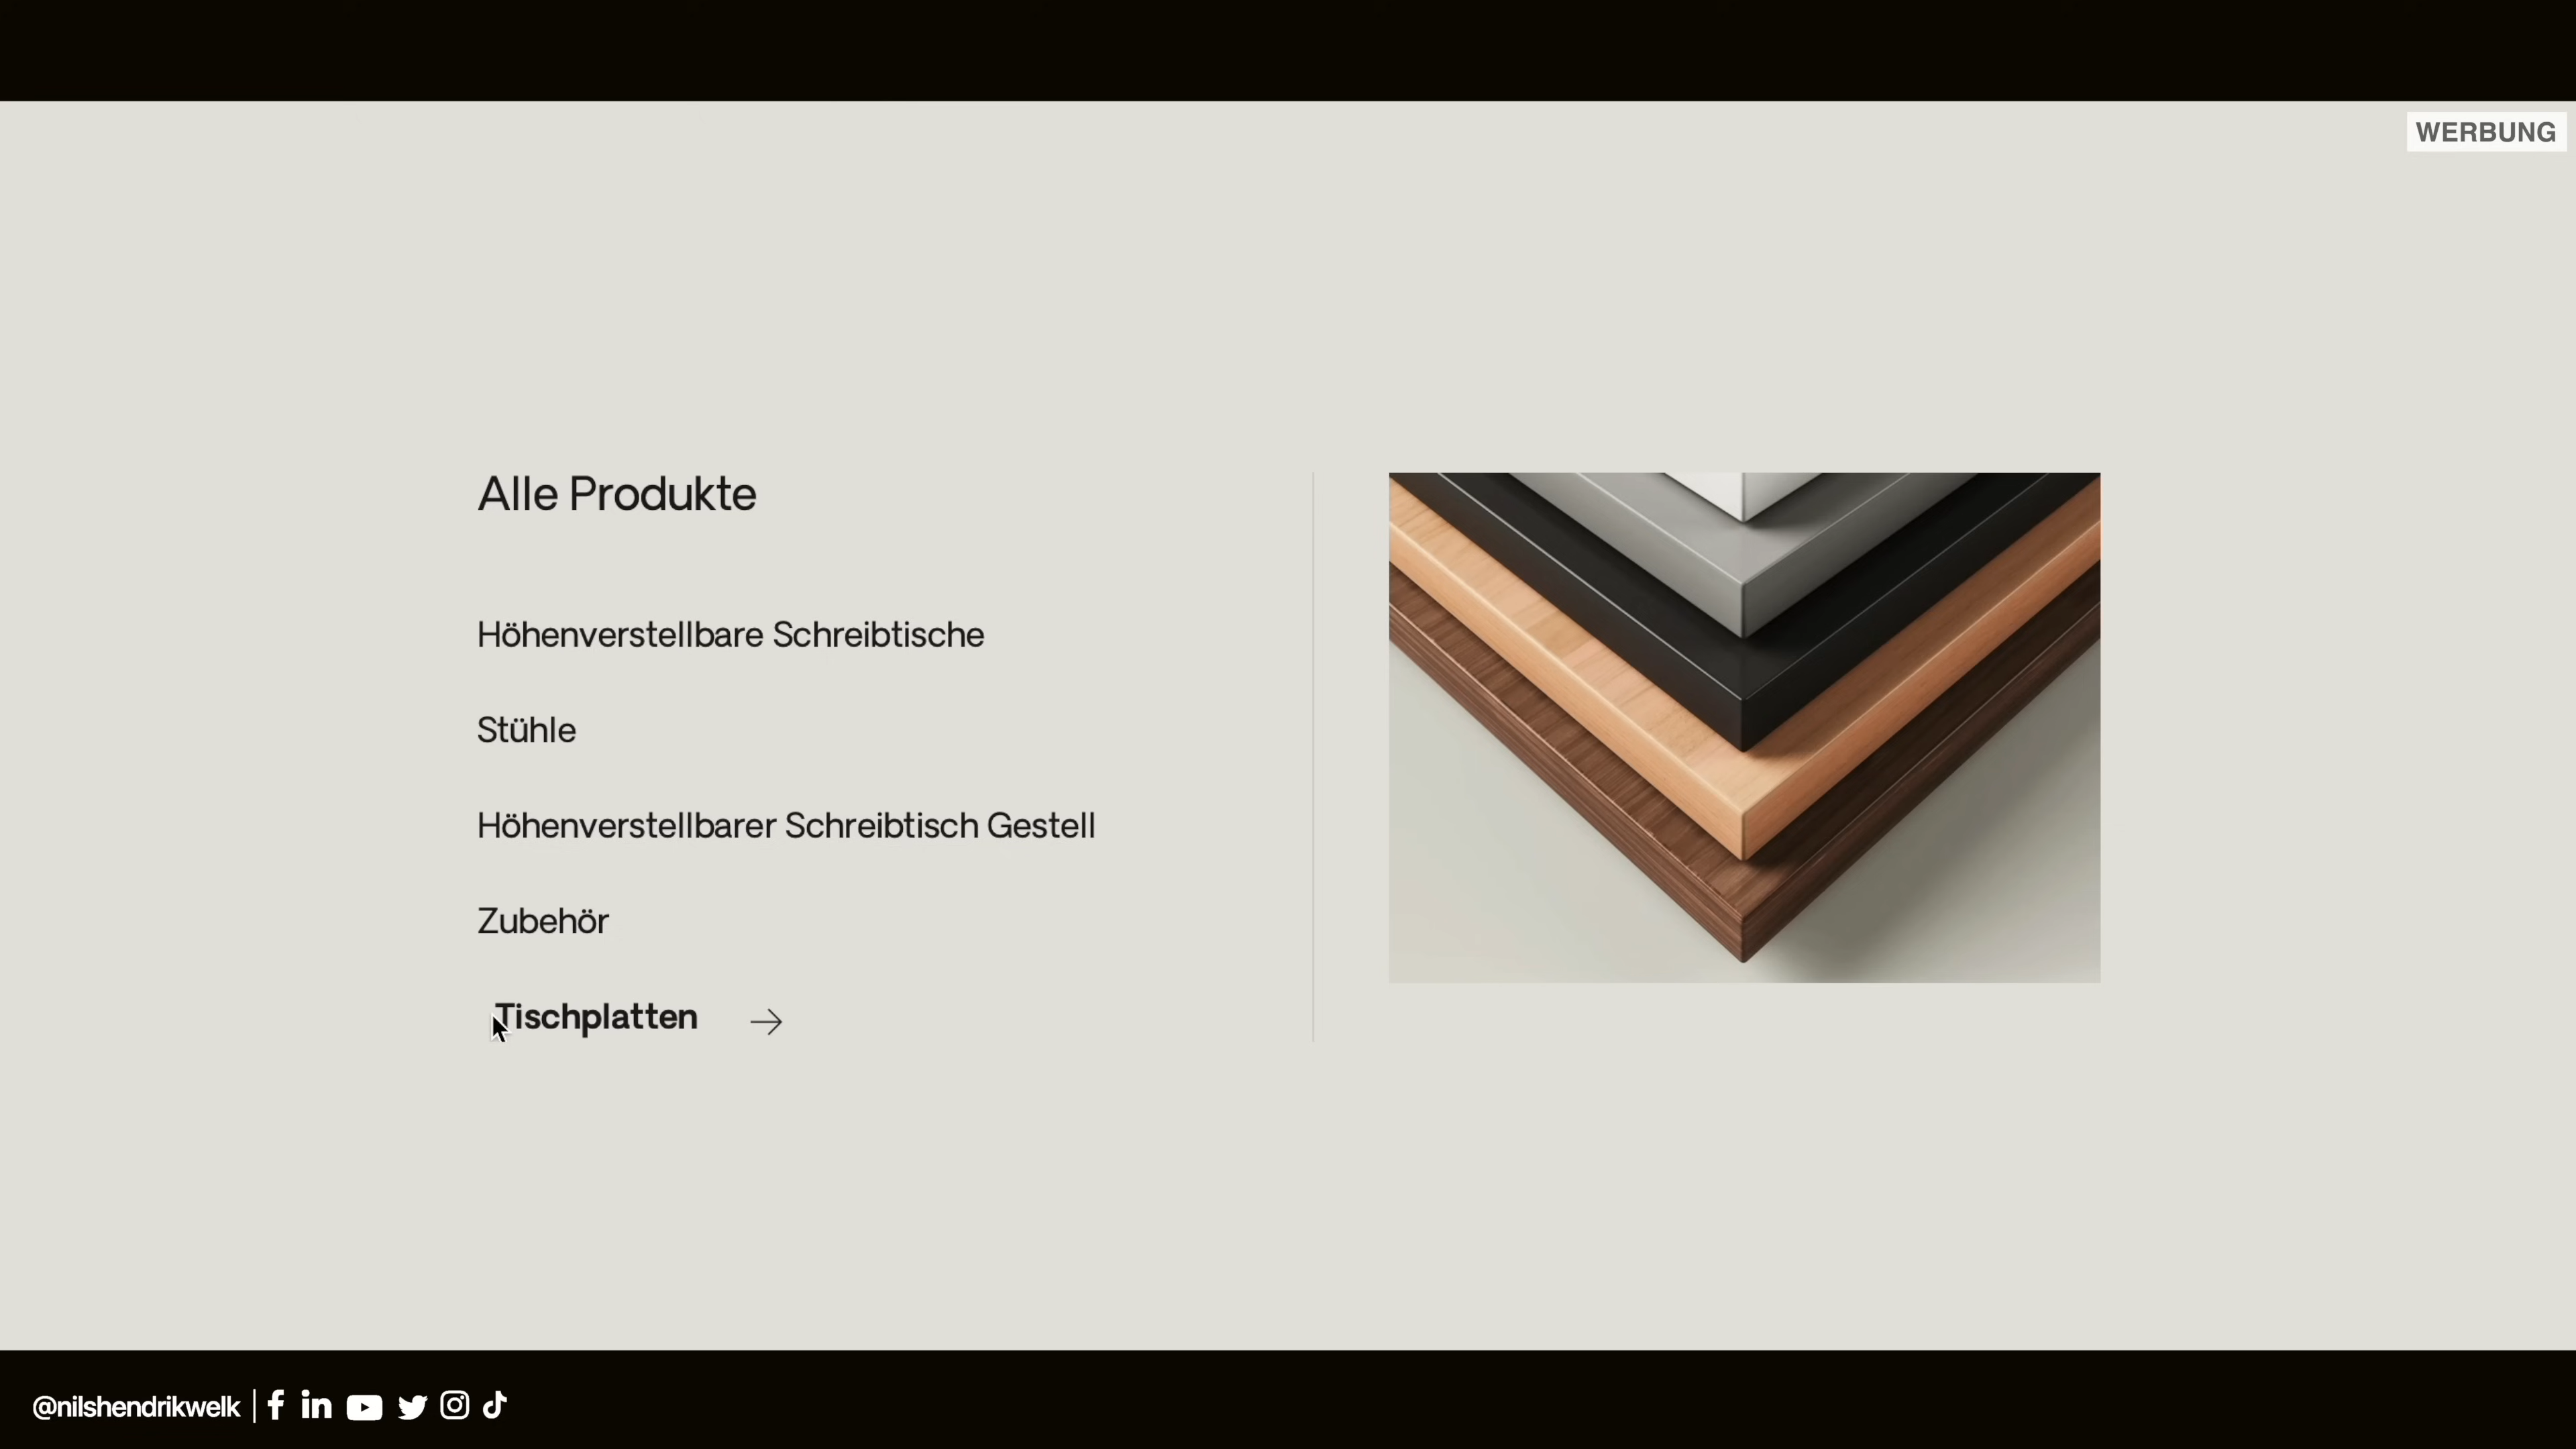 WERBUNG
Alle Produkte
Höhenverstellbare Schreibtische
Stühle
Höhenverstellbarer Schreibtisch Gestell
Zubehör
Tischplatten
@nilshendrikwelk